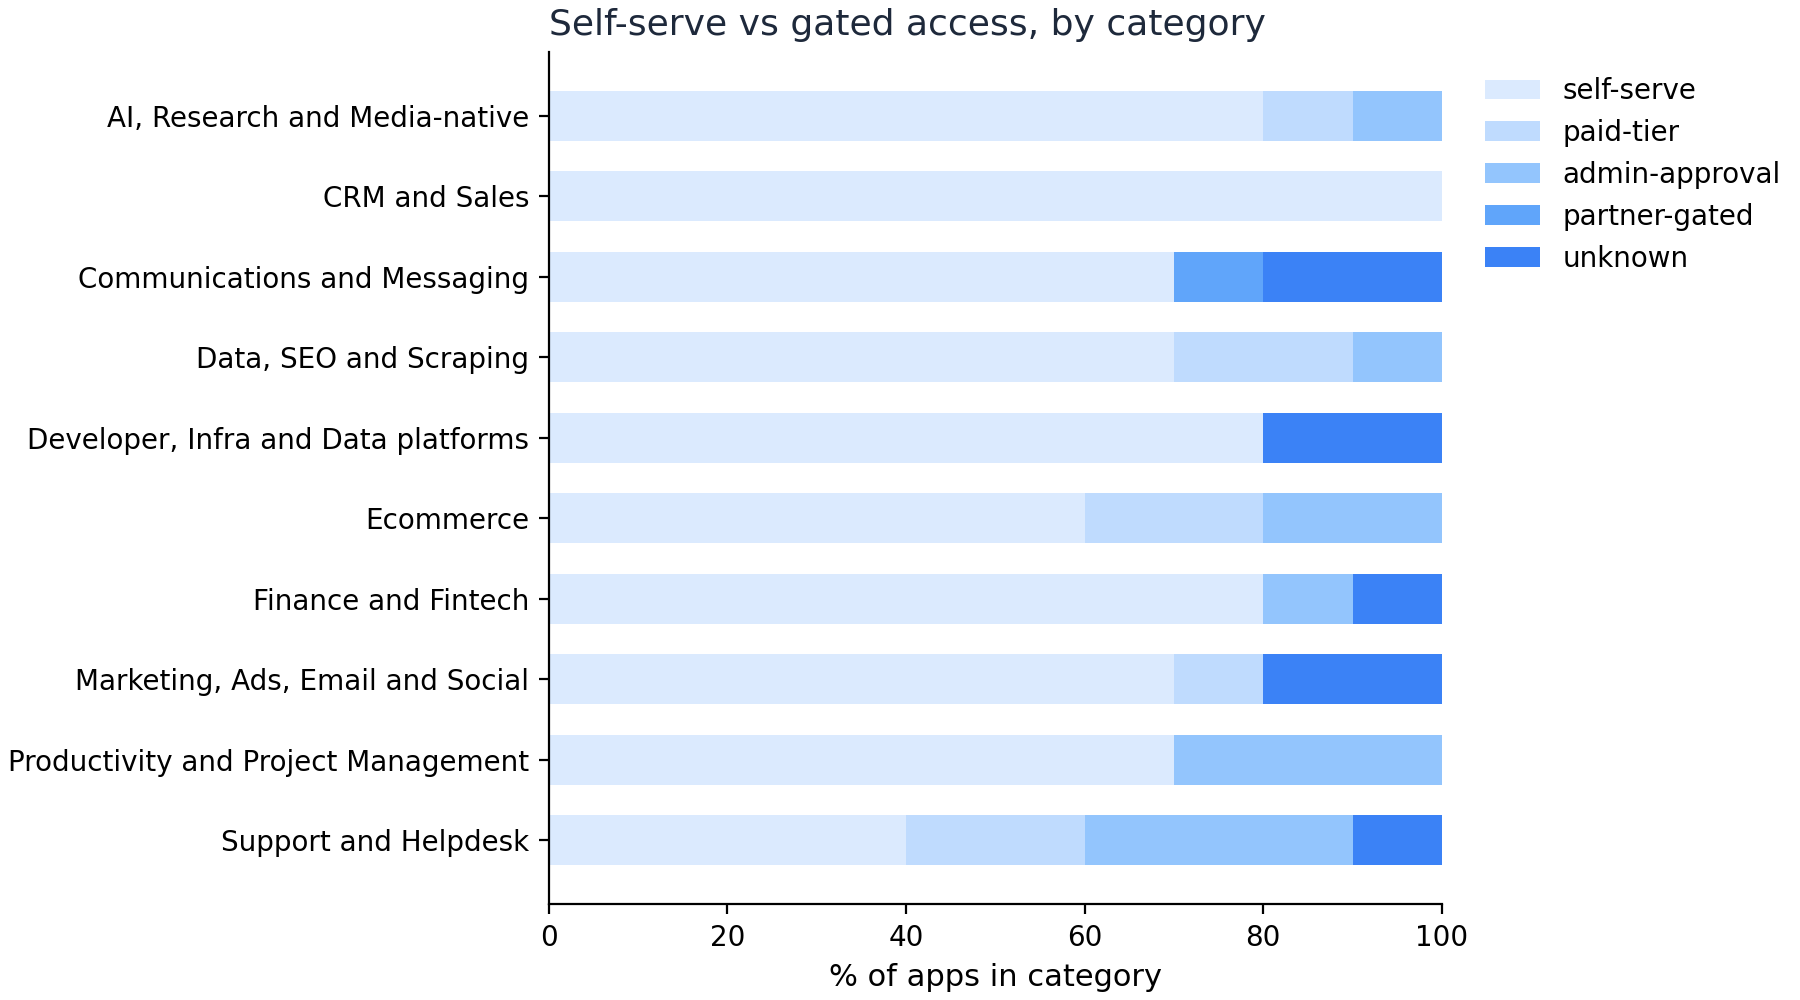 Self-serve vs gated access, by category
AI, Research and Media-native
CRM and Sales
Communications and Messaging
Data, SEO and Scraping
Developer, Infra and Data platforms
Ecommerce
Finance and Fintech
Marketing, Ads, Email and Social
Productivity and Project Management
Support and Helpdesk
0 20 40 60 80 100
% of apps in category
self-serve
paid-tier
admin-approval
partner-gated
unknown